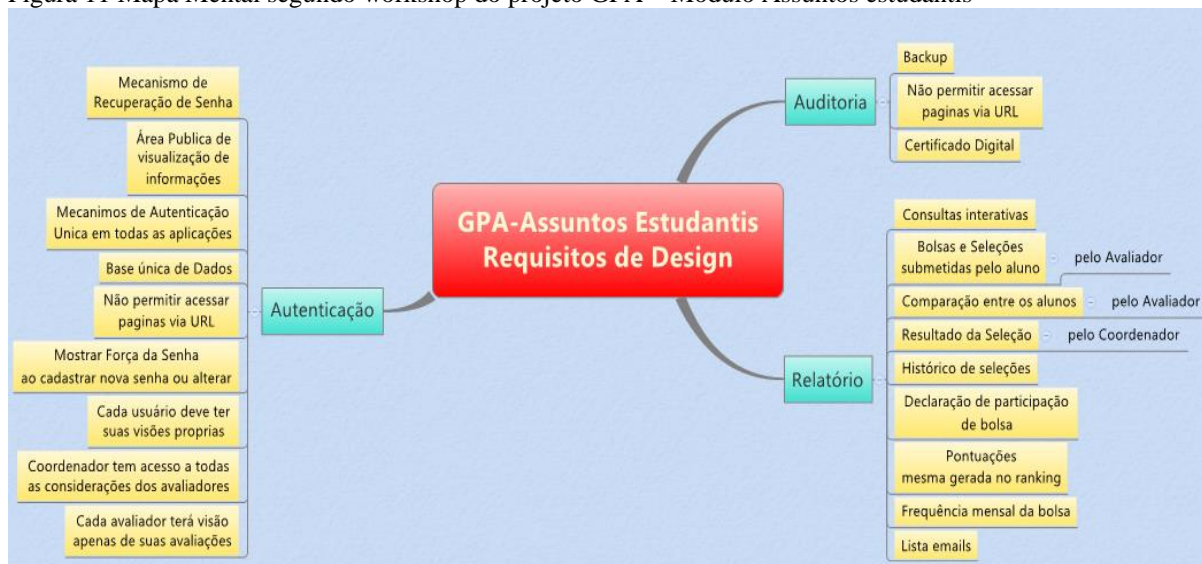 Figura 11 Mapa Mental segundo workshop do projeto GPA – Módulo Assuntos estudantis
Mecanismo de
Recuperação de Senha
Área Publica de
visualização de
informações
Mecanimos de Autenticação
Unica em todas as aplicações
Base única de Dados
Não permitir acessar
paginas via URL
Mostrar Força da Senha
ao cadastrar nova senha ou alterar
Cada usuário deve ter
suas visões proprias
Coordenador tem acesso a todas
as considerações dos avaliadores
Cada avaliador terá visão
apenas de suas avaliações
Autenticação
GPA-Assuntos Estudantis
Requisitos de Design
Auditoria
Backup
Não permitir acessar
paginas via URL
Certificado Digital
Relatório
Consultas interativas
Bolsas e Seleções
submetidas pelo aluno
pelo Avaliador
Comparação entre os alunos
pelo Avaliador
Resultado da Seleção
pelo Coordenador
Histórico de seleções
Declaração de participação
de bolsa
Pontuações
mesma gerada no ranking
Frequência mensal da bolsa
Lista emails